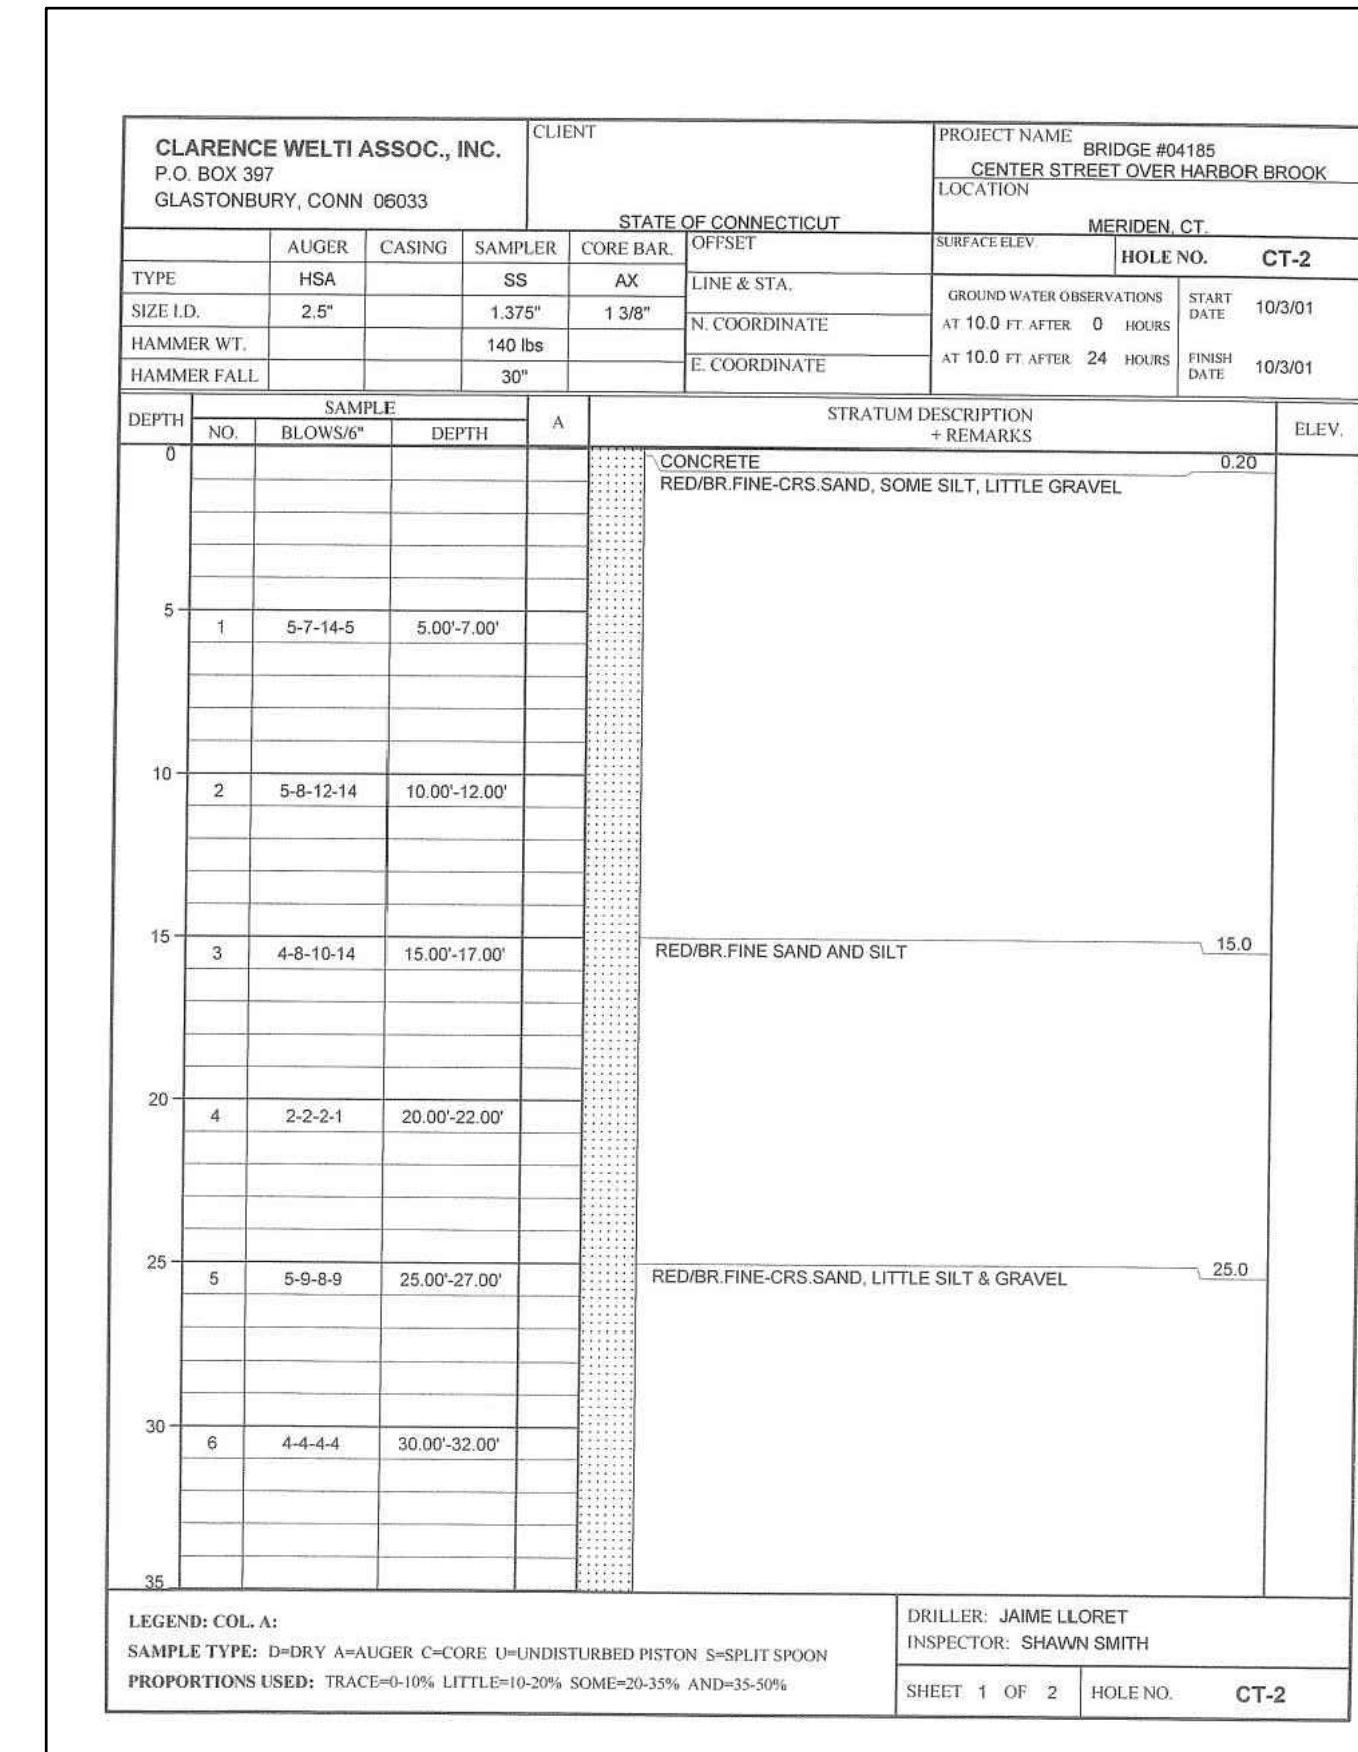 CLARENCE WELTI ASSOC., INC.
P.O. BOX 397
GLASTONBURY, CONN 06033
CLIENT
STATE OF CONNECTICUT
PROJECT NAME
BRIDGE #04185
CENTER STREET OVER HARBOR BROOK
LOCATION
MERIDEN, CT.
AUGER CASING SAMPLER CORE BAR.
TYPE HSA SS AX
SIZE I.D. 2.5" 1.375" 1 3/8"
HAMMER WT. 140 lbs
HAMMER FALL 30"
OFFSET
LINE & STA.
N. COORDINATE
E. COORDINATE
SURFACE ELEV.
HOLE NO. CT-2
GROUND WATER OBSERVATIONS
AT 10.0 FT. AFTER 0 HOURS
AT 10.0 FT. AFTER 24 HOURS
START DATE 10/3/01
FINISH DATE 10/3/01
DEPTH SAMPLE A STRATUM DESCRIPTION + REMARKS ELEV.
NO. BLOWS/6" DEPTH
0 CONCRETE 0.20
RED/BR.FINE-CRS.SAND, SOME SILT, LITTLE GRAVEL
5
1 5-7-14-5 5.00'-7.00'
10
2 5-8-12-14 10.00'-12.00'
15
3 4-8-10-14 15.00'-17.00' RED/BR.FINE SAND AND SILT 15.0
20
4 2-2-2-1 20.00'-22.00'
25
5 5-9-8-9 25.00'-27.00' RED/BR.FINE-CRS.SAND, LITTLE SILT & GRAVEL 25.0
30
6 4-4-4-4 30.00'-32.00'
35
LEGEND: COL. A:
SAMPLE TYPE: D=DRY A=AUGER C=CORE U=UNDISTURBED PISTON S=SPLIT SPOON
PROPORTIONS USED: TRACE=0-10% LITTLE=10-20% SOME=20-35% AND=35-50%
DRILLER: JAIME LLORET
INSPECTOR: SHAWN SMITH
SHEET 1 OF 2 HOLE NO. CT-2